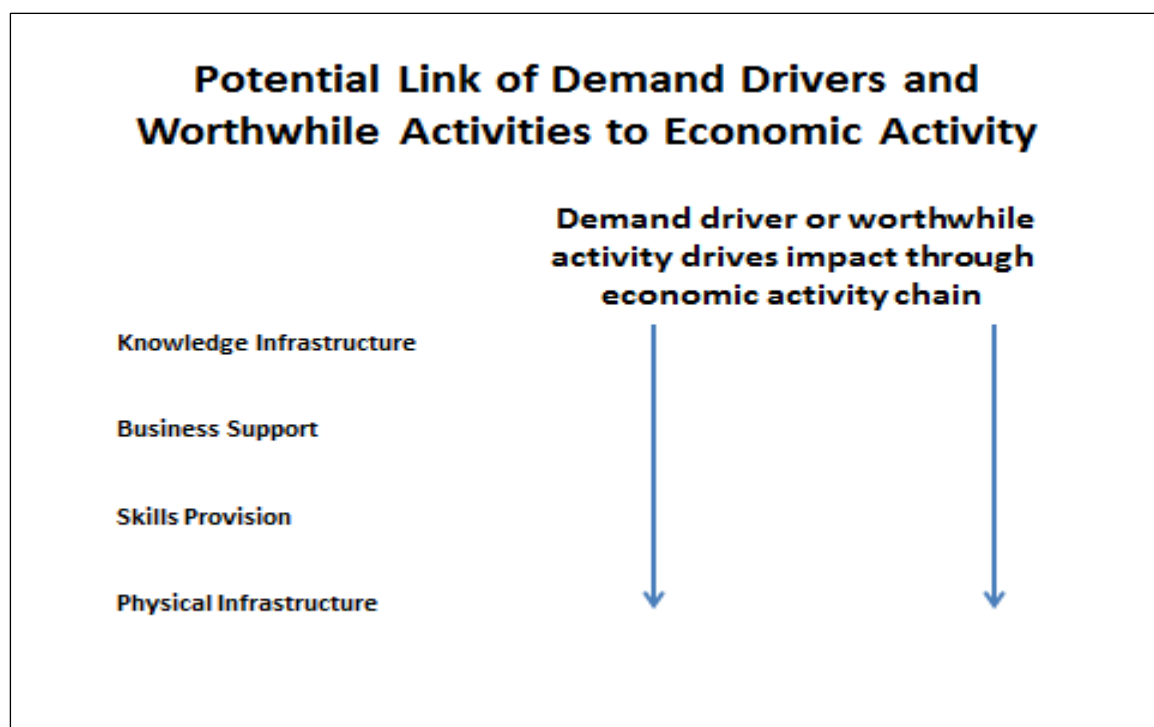 Potential Link of Demand Drivers and
Worthwhile Activities to Economic Activity
Demand driver or worthwhile
activity drives impact through
economic activity chain
Knowledge Infrastructure
Business Support
Skills Provision
Physical Infrastructure